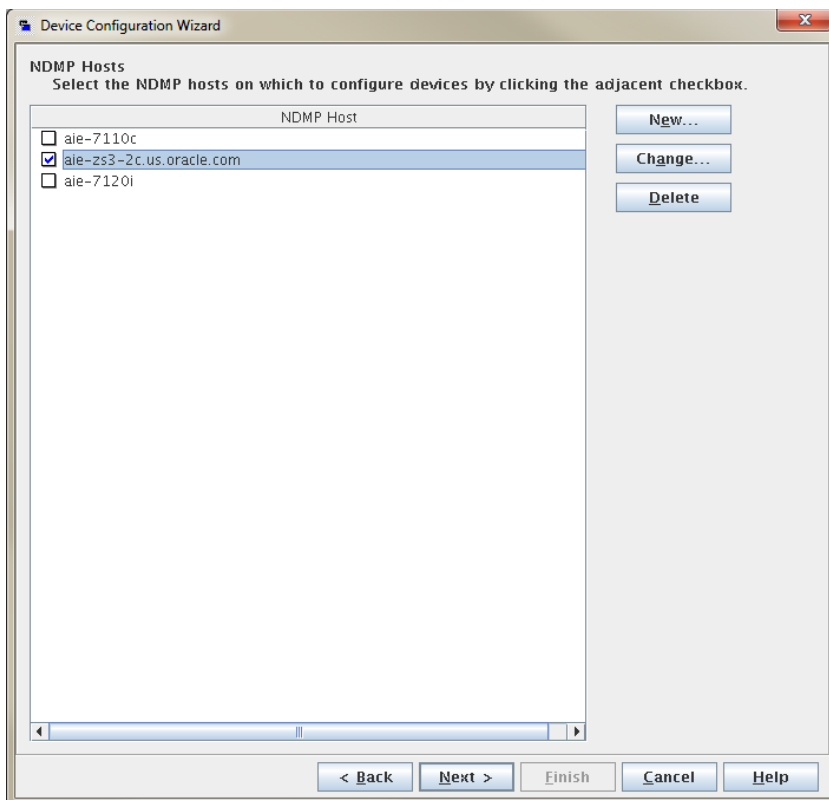 Device Configuration Wizard
NDMP Hosts
Select the NDMP hosts on which to configure devices by clicking the adjacent checkbox.
NDMP Host
aie-7110c
aie-zs3-2c.us.oracle.com
aie-7120i
New...
Change...
Delete
< Back Next > Finish Cancel Help